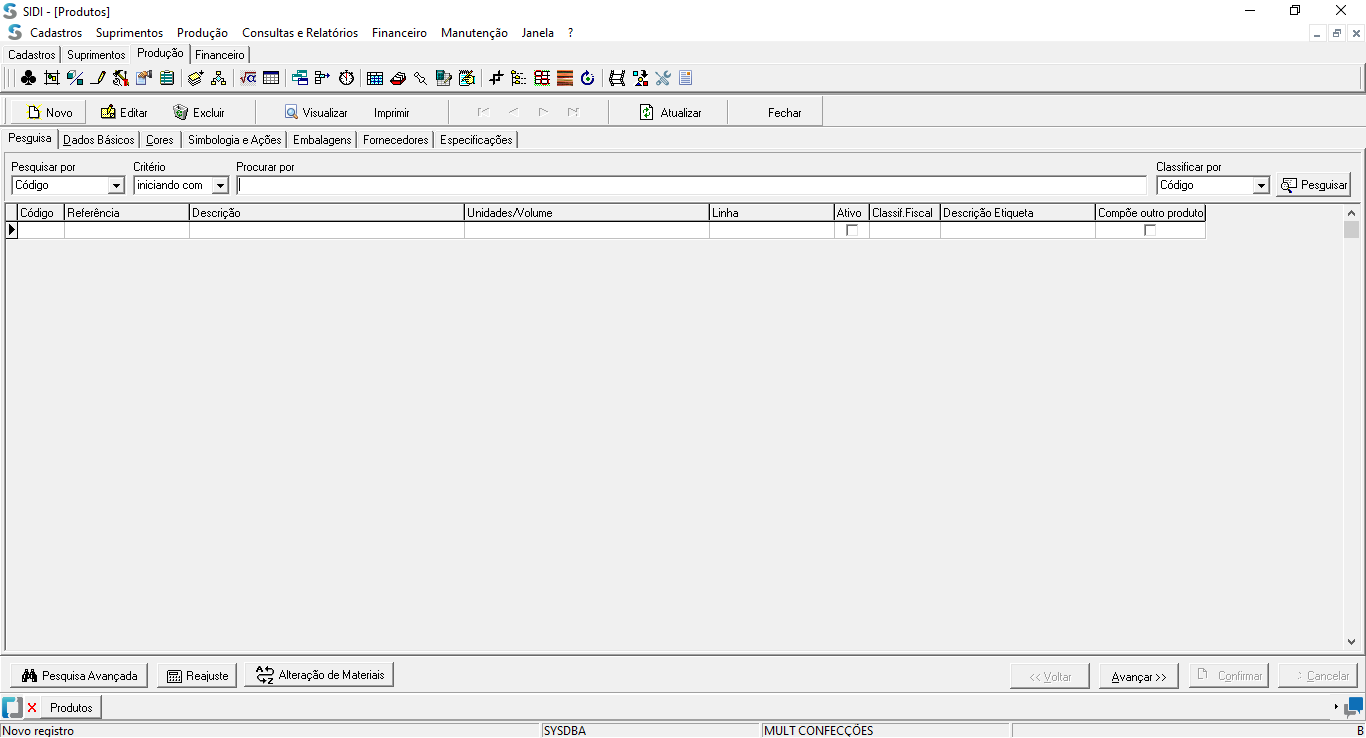 SIDI - [Produtos]
Cadastros Suprimentos Produção Consultas e Relatórios Financeiro Manutenção Janela ?
Cadastros Suprimentos Produção Financeiro
Novo Editar Excluir Visualizar Imprimir Atualizar Fechar
Pesquisa Dados Básicos Cores Simbologia e Ações Embalagens Fornecedores Especificações
Pesquisar por Critério Procurar por Classificar por
Código iniciando com Código Pesquisar
Código Referência Descrição Unidades/Volume Linha Ativo Classif.Fiscal Descrição Etiqueta Compõe outro produto
Pesquisa Avançada Reajuste Alteração de Materiais << Voltar Avançar >> Confirmar Cancelar
Produtos
Novo registro SYSDBA MULT CONFECÇÕES B